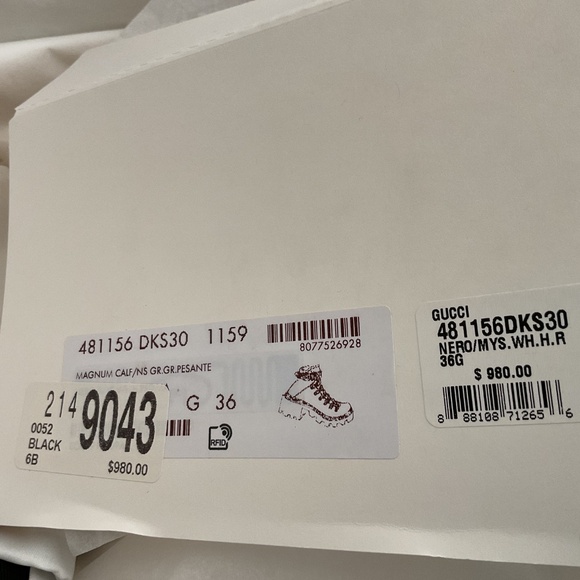 481156 DKS30 1159
8077526928
MAGNUM CALF/NS GR.GR.PESANTE
G 36
RFID
214 9043
0052
BLACK
6B $980.00
GUCCI
481156DKS30
NERO/MYS.WH.H.R
36G
$ 980.00
8 88108 71265 6